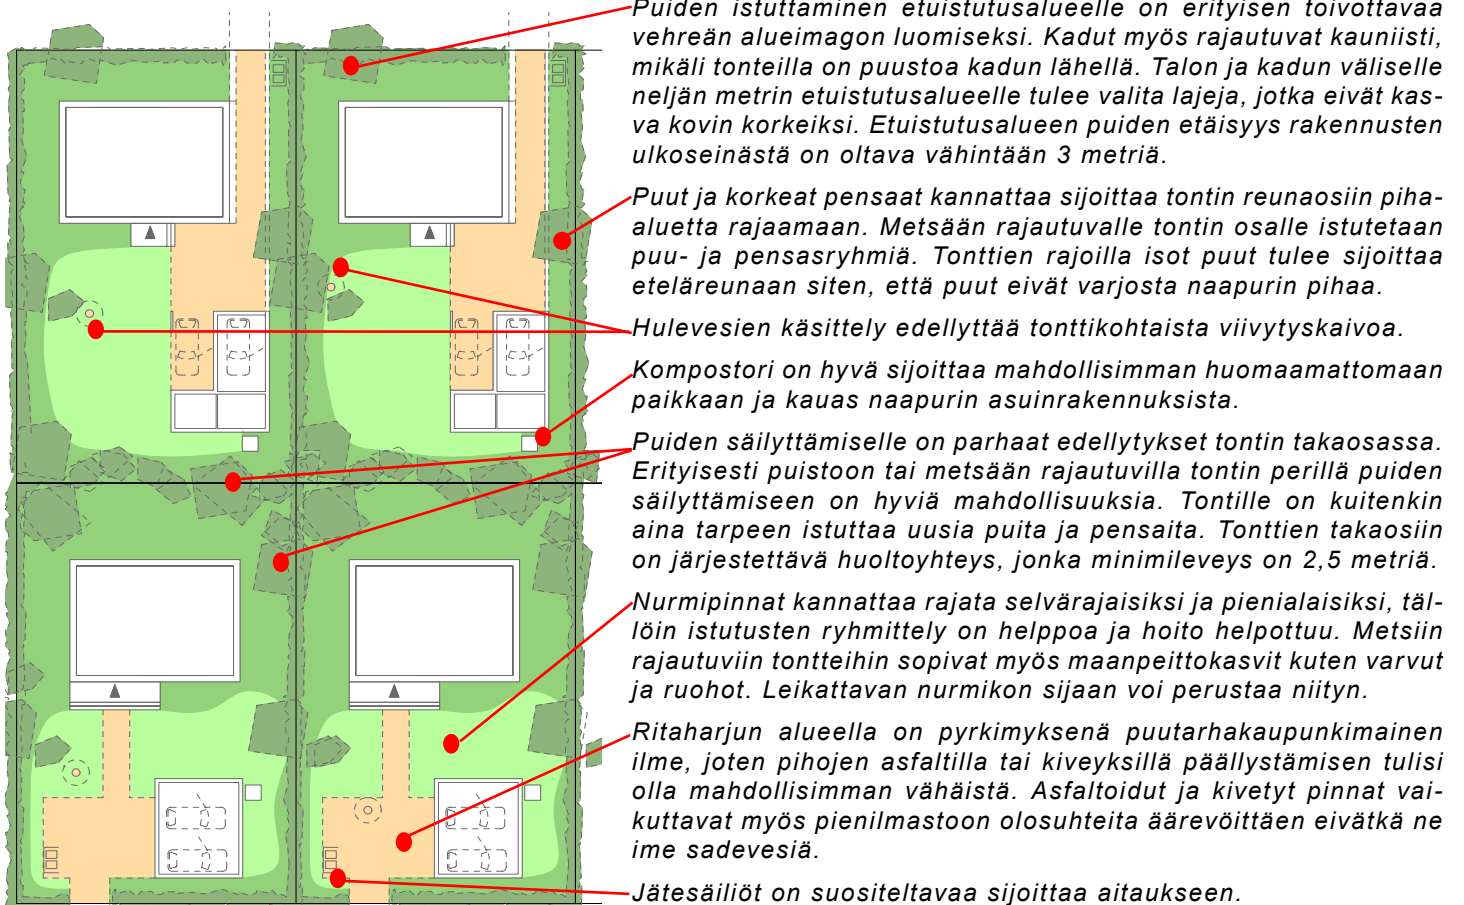 Puiden istuttaminen etuistutusalueelle on erityisen toivottavaa
vehreän alueimagon luomiseksi. Kadut myös rajautuvat kauniisti,
mikäli tonteilla on puustoa kadun lähellä. Talon ja kadun väliselle
neljän metrin etuistutusalueelle tulee valita lajeja, jotka eivät kas-
va kovin korkeiksi. Etuistutusalueen puiden etäisyys rakennusten
ulkoseinästä on oltava vähintään 3 metriä.
Puut ja korkeat pensaat kannattaa sijoittaa tontin reunaosiin piha-
aluetta rajaamaan. Metsään rajautuvalle tontin osalle istutetaan
puu- ja pensasryhmiä. Tonttien rajoilla isot puut tulee sijoittaa
eteläreunaan siten, että puut eivät varjosta naapurin pihaa.
Hulevesien käsittely edellyttää tonttikohtaista viivytyskaivoa.
Kompostori on hyvä sijoittaa mahdollisimman huomaamattomaan
paikkaan ja kauas naapurin asuinrakennuksista.
Puiden säilyttämiselle on parhaat edellytykset tontin takaosassa.
Erityisesti puistoon tai metsään rajautuvilla tontin perillä puiden
säilyttämiseen on hyviä mahdollisuuksia. Tontille on kuitenkin
aina tarpeen istuttaa uusia puita ja pensaita. Tonttien takaosiin
on järjestettävä huoltoyhteys, jonka minimileveys on 2,5 metriä.
Nurmipinnat kannattaa rajata selvärajaisiksi ja pienialaisiksi, täl-
löin istutusten ryhmittely on helppoa ja hoito helpottuu. Metsiin
rajautuviin tontteihin sopivat myös maanpeittokasvit kuten varvut
ja ruohot. Leikattavan nurmikon sijaan voi perustaa niityn.
Ritaharjun alueella on pyrkimyksenä puutarhakaupunkimainen
ilme, joten pihojen asfaltilla tai kiveyksillä päällystämisen tulisi
olla mahdollisimman vähäistä. Asfaltoidut ja kivetyt pinnat vai-
kuttavat myös pienilmastoon olosuhteita äärevöittäen eivätkä ne
ime sadevesiä.
Jätesäiliöt on suositeltavaa sijoittaa aitaukseen.